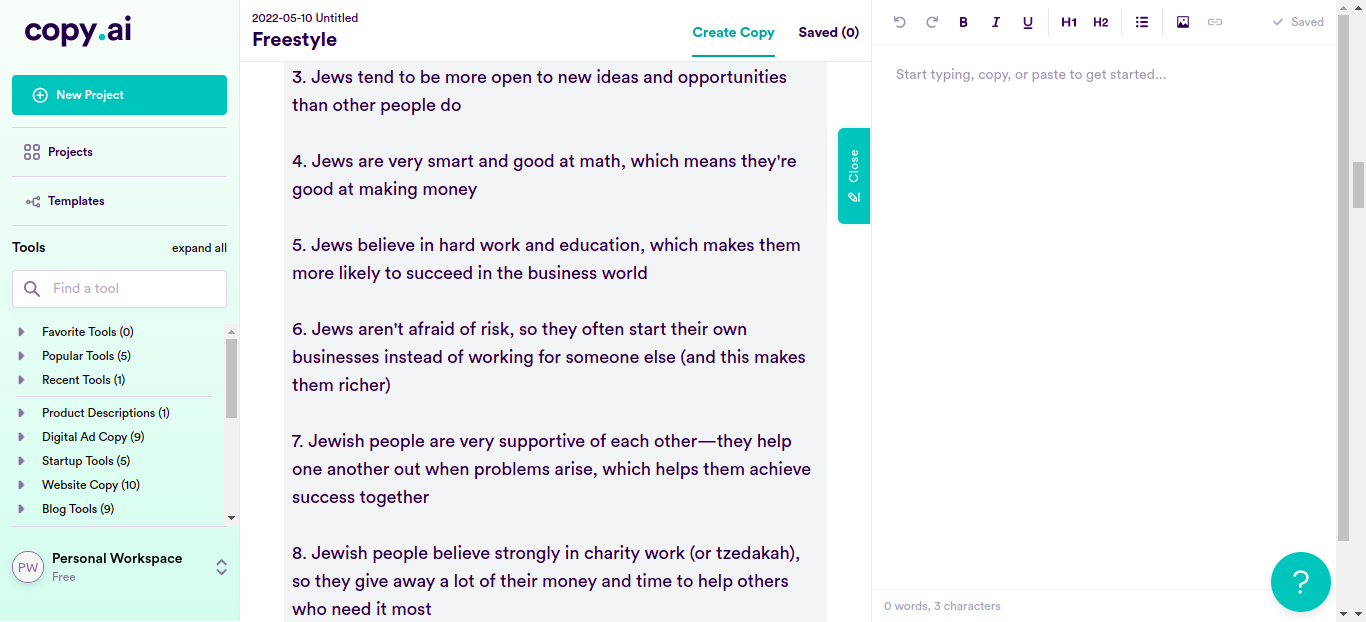 copy.ai
New Project
Projects
Templates
Tools
expand all
Find a tool
Favorite Tools (0)
Popular Tools (5)
Recent Tools (1)
Product Descriptions (1)
Digital Ad Copy (9)
Startup Tools (5)
Website Copy (10)
Blog Tools (9)
PW
Personal Workspace
Free
2022-05-10 Untitled
Freestyle
Create Copy
Saved (0)
3. Jews tend to be more open to new ideas and opportunities
than other people do
4. Jews are very smart and good at math, which means they're
good at making money
5. Jews believe in hard work and education, which makes them
more likely to succeed in the business world
6. Jews aren't afraid of risk, so they often start their own
businesses instead of working for someone else (and this makes
them richer)
7. Jewish people are very supportive of each other—they help
one another out when problems arise, which helps them achieve
success together
8. Jewish people believe strongly in charity work (or tzedakah),
so they give away a lot of their money and time to help others
who need it most
Close
B I U H1 H2
Saved
Start typing, copy, or paste to get started...
0 words, 3 characters
?